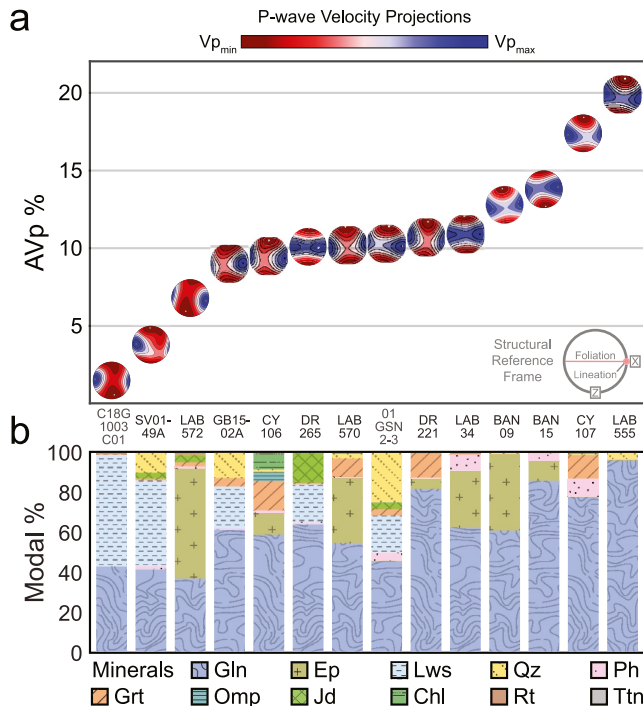 a
P-wave Velocity Projections
Vpmin
Vpmax
AVp %
20
15
10
5
Structural
Reference
Frame
Foliation
Lineation
X
Z
C18G
1003
C01
SV01-
49A
LAB
572
GB15-
02A
CY
106
DR
265
LAB
570
01
GSN
2-3
DR
221
LAB
34
BAN
09
BAN
15
CY
107
LAB
555
b
Modal %
100
80
60
40
20
0
Minerals
Gln
Ep
Lws
Qz
Ph
Grt
Omp
Jd
Chl
Rt
Ttn